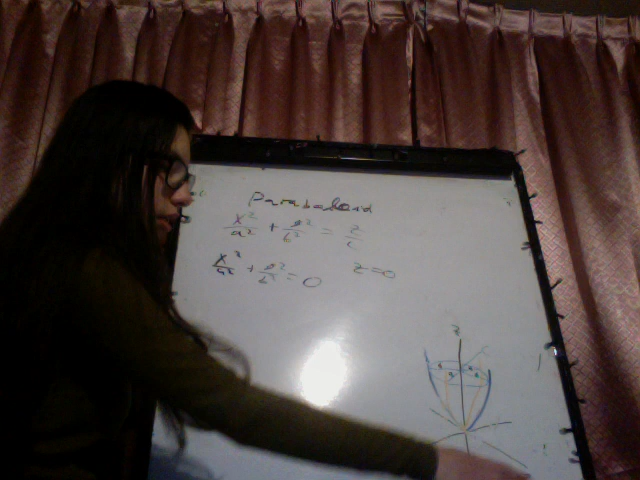 Paraboloid
x²/a² + y²/b² = z/c
x²/a² + y²/b² = 0 z=0
z